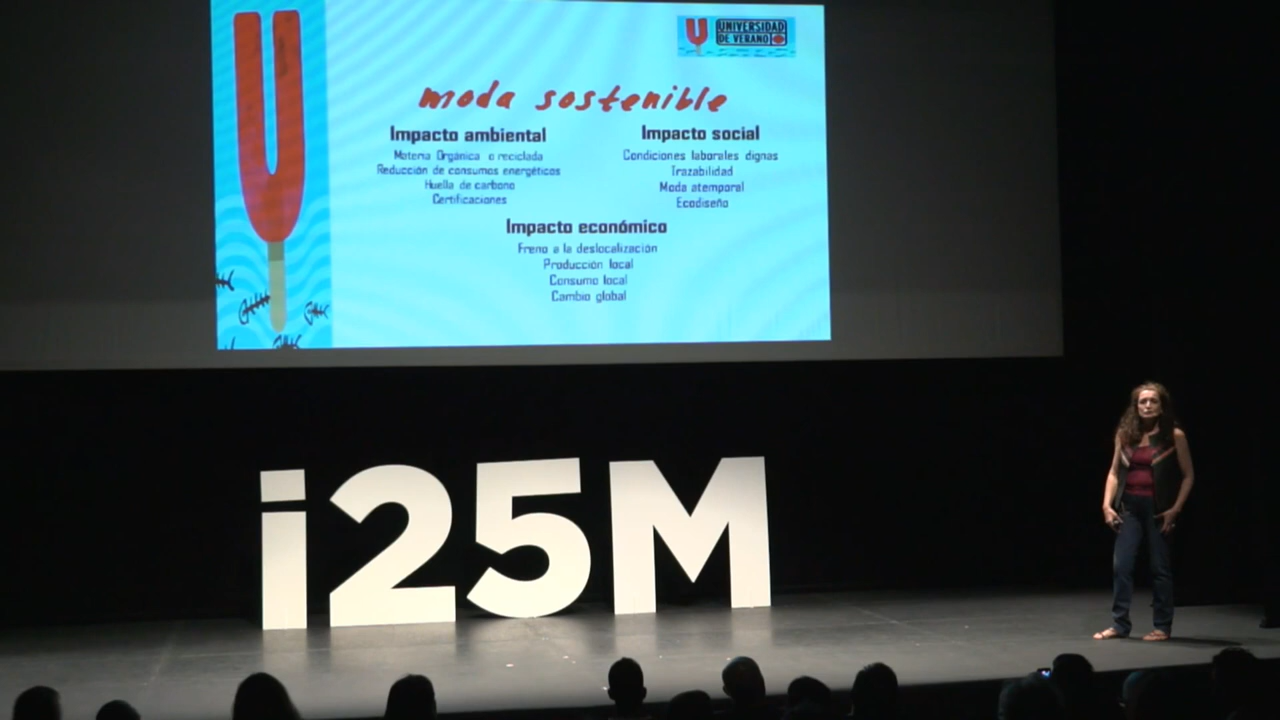 U UNIVERSIDAD
DE VERANO
moda sostenible
Impacto ambiental
Materia Orgánica o reciclada
Reducción de consumos energéticos
Huella de carbono
Certificaciones
Impacto social
Condiciones laborales dignas
Trazabilidad
Moda atemporal
Ecodiseño
Impacto económico
Freno a la deslocalización
Producción local
Consumo local
Cambio global
i25M